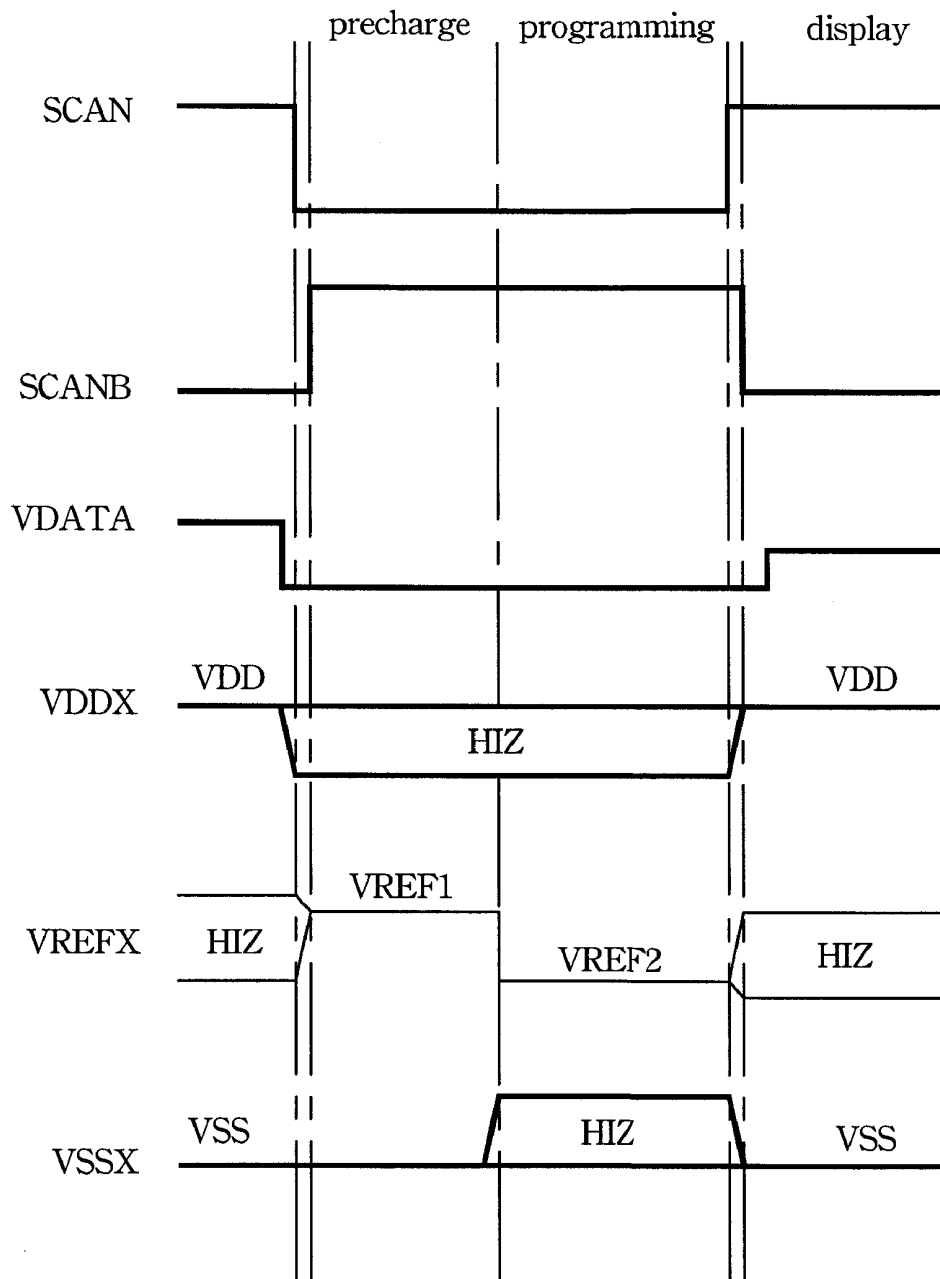 precharge programming display
SCAN
SCANB
VDATA
VDD VDD
VDDX
HIZ
VREF1
VREFX HIZ VREF2 HIZ
VSS HIZ VSS
VSSX